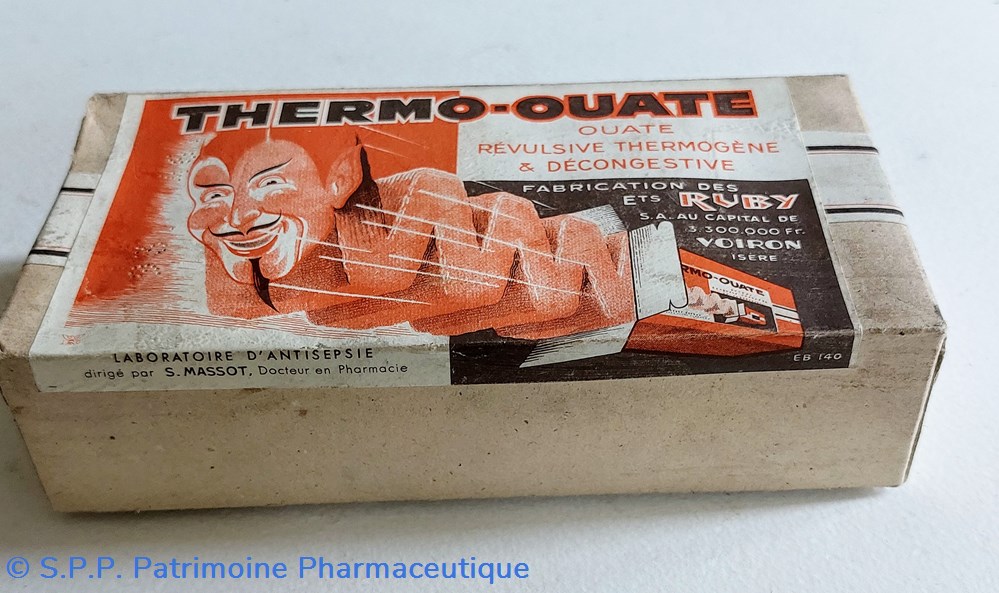 THERMO-OUATE
OUATE
RÉVULSIVE THERMOGÈNE
& DÉCONGESTIVE
FABRICATION DES
ETS RUBY
S.A. AU CAPITAL DE
3.300.000 Fr.
VOIRON
ISÈRE
RMO-OUATE
EB 140
LABORATOIRE D'ANTISEPSIE
dirigé par S. MASSOT, Docteur en Pharmacie
© S.P.P. Patrimoine Pharmaceutique